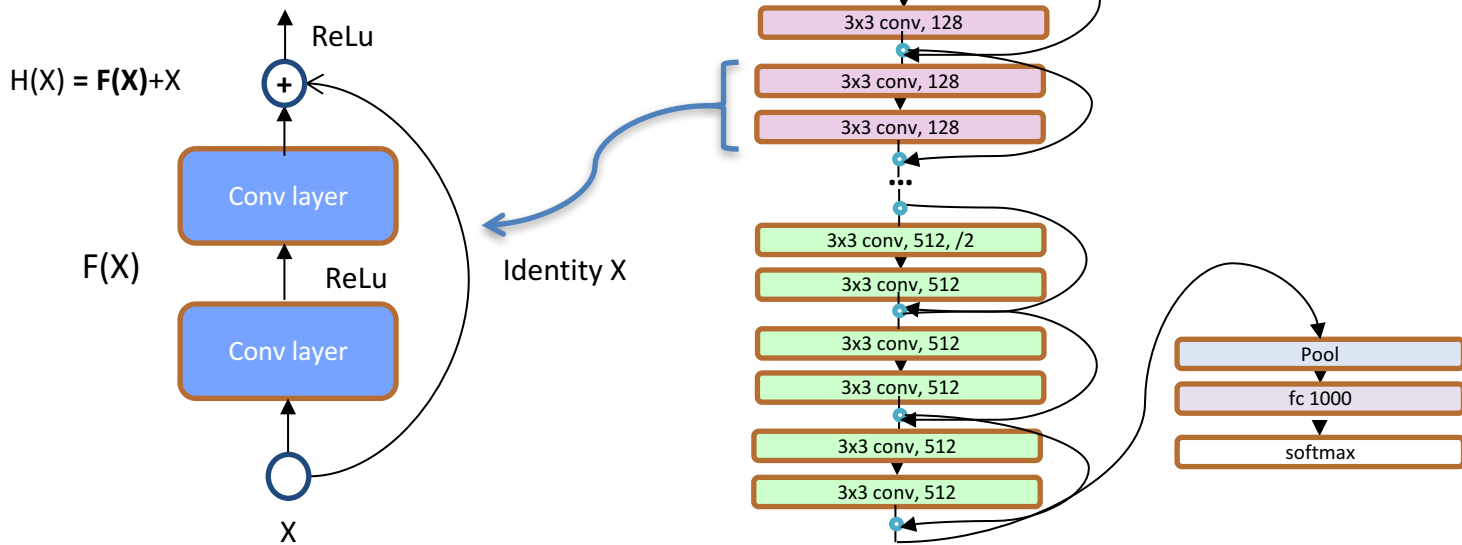 ReLu
H(X) = F(X)+X
+
Conv layer
F(X)
ReLu
Conv layer
X
Identity X
3x3 conv, 128
3x3 conv, 128
3x3 conv, 128
...
3x3 conv, 512, /2
3x3 conv, 512
3x3 conv, 512
3x3 conv, 512
3x3 conv, 512
3x3 conv, 512
Pool
fc 1000
softmax